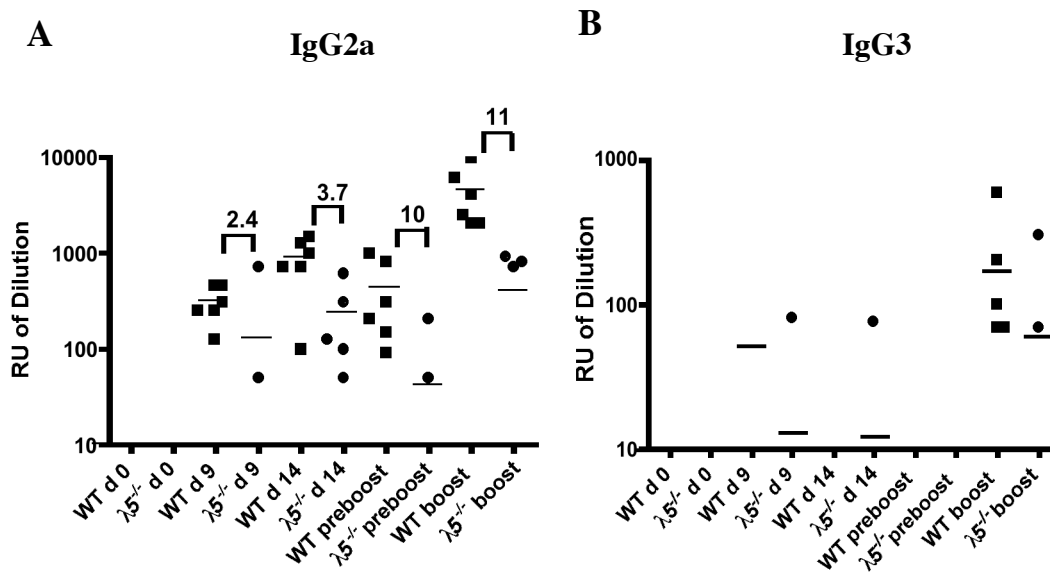 A
IgG2a
RU of Dilution
10000
1000
100
10
2.4
3.7
10
11
WT d 0
λ5⁻/⁻ d 0
WT d 9
λ5⁻/⁻ d 9
WT d 14
λ5⁻/⁻ d 14
WT preboost
λ5⁻/⁻ preboost
WT boost
λ5⁻/⁻ boost
B
IgG3
RU of Dilution
1000
100
10
WT d 0
λ5⁻/⁻ d 0
WT d 9
λ5⁻/⁻ d 9
WT d 14
λ5⁻/⁻ d 14
WT preboost
λ5⁻/⁻ preboost
WT boost
λ5⁻/⁻ boost